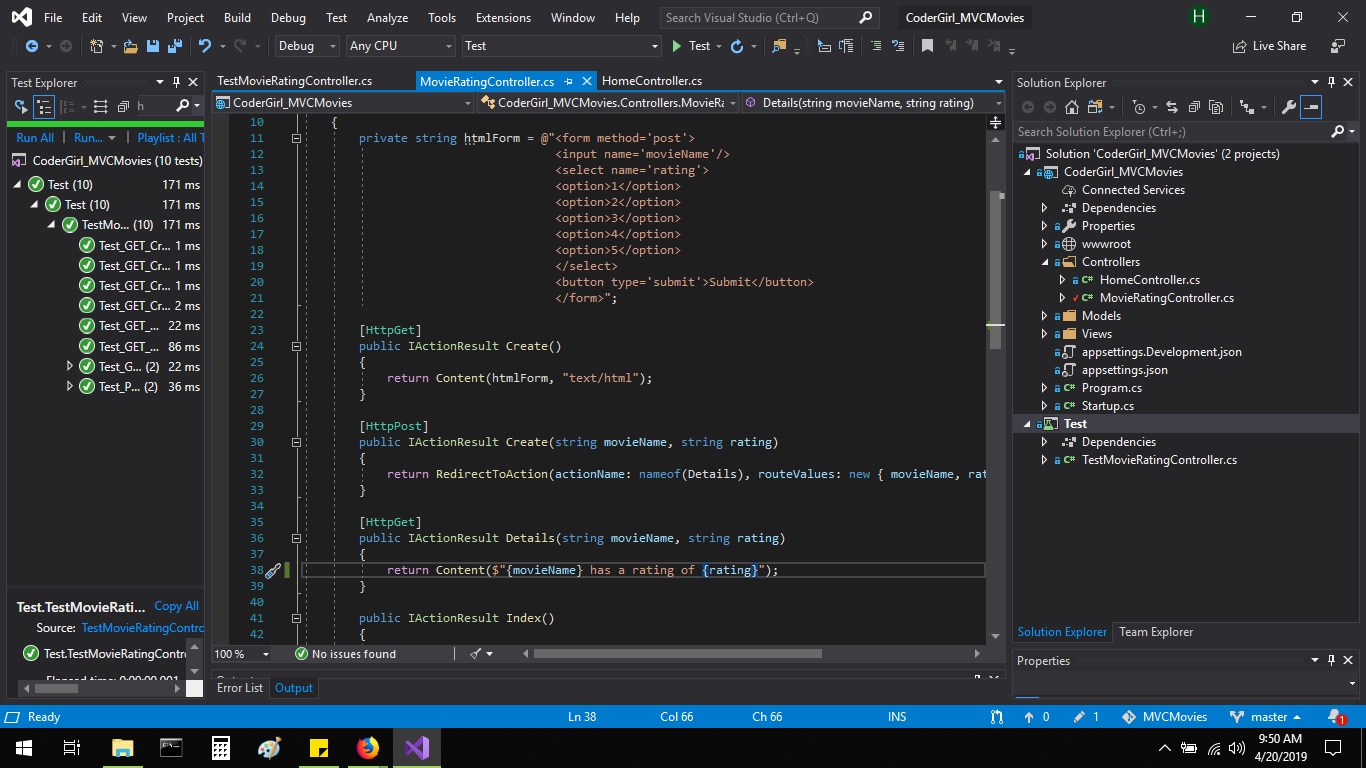 File Edit View Project Build Debug Test Analyze Tools Extensions Window Help Search Visual Studio (Ctrl+Q) CoderGirl_MVCMovies H
Debug Any CPU Test Test Live Share
Test Explorer
h
Run All | Run... | Playlist : All T
CoderGirl_MVCMovies (10 tests)
Test (10) 171 ms
Test (10) 171 ms
TestMo... (10) 171 ms
Test_GET_Cr... 1 ms
Test_GET_Cr... 1 ms
Test_GET_Cr... 1 ms
Test_GET_Cr... 2 ms
Test_GET_... 22 ms
Test_GET_... 86 ms
Test_G... (2) 22 ms
Test_P... (2) 36 ms
Test.TestMovieRati... Copy All
Source: TestMovieRatingContro
Test.TestMovieRatingContr
Elapsed time: 0:00:00.001
TestMovieRatingController.cs MovieRatingController.cs HomeController.cs
CoderGirl_MVCMovies CoderGirl_MVCMovies.Controllers.MovieRa Details(string movieName, string rating)
10 {
11 private string htmlForm = @"<form method='post'>
12 <input name='movieName'/>
13 <select name='rating'>
14 <option>1</option>
15 <option>2</option>
16 <option>3</option>
17 <option>4</option>
18 <option>5</option>
19 </select>
20 <button type='submit'>Submit</button>
21 </form>";
22
23 [HttpGet]
24 public IActionResult Create()
25 {
26 return Content(htmlForm, "text/html");
27 }
28
29 [HttpPost]
30 public IActionResult Create(string movieName, string rating)
31 {
32 return RedirectToAction(actionName: nameof(Details), routeValues: new { movieName, rat
33 }
34
35 [HttpGet]
36 public IActionResult Details(string movieName, string rating)
37 {
38 return Content($"{movieName} has a rating of {rating}");
39 }
40
41 public IActionResult Index()
42 {
100 % No issues found
Error List Output
Solution Explorer
Search Solution Explorer (Ctrl+;)
Solution 'CoderGirl_MVCMovies' (2 projects)
CoderGirl_MVCMovies
Connected Services
Dependencies
Properties
wwwroot
Controllers
C# HomeController.cs
C# MovieRatingController.cs
Models
Views
appsettings.Development.json
appsettings.json
C# Program.cs
C# Startup.cs
Test
Dependencies
C# TestMovieRatingController.cs
Solution Explorer Team Explorer
Properties
Ready Ln 38 Col 66 Ch 66 INS 0 1 MVCMovies master 1
9:50 AM
4/20/2019